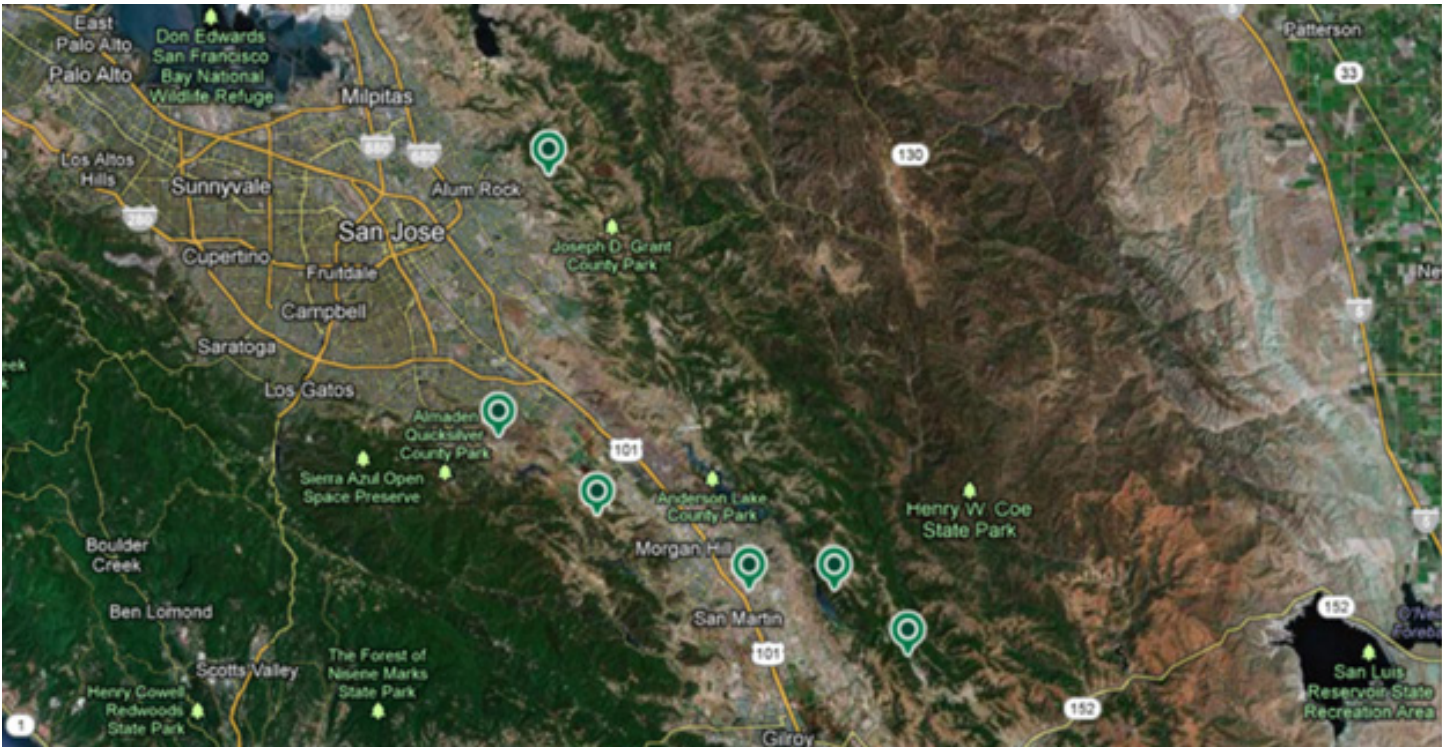 East
Palo Alto
Don Edwards
San Francisco
Bay National
Wildlife Refuge
Palo Alto
Milpitas
Patterson
33
Los Altos
Hills
Sunnyvale
880
680
Alum Rock
130
280
San Jose
Cupertino
Fruitdale
Joseph D. Grant
County Park
Campbell
Saratoga
5
Los Gatos
Almaden
Quicksilver
County Park
101
Sierra Azul Open
Space Preserve
Anderson Lake
County Park
Henry W. Coe
State Park
5
Morgan Hill
Boulder
Creek
Ben Lomond
San Martin
152
101
Scotts Valley
The Forest of
Nisene Marks
State Park
San Luis
Reservoir State
Recreation Area
Henry Cowell
Redwoods
State Park
152
1
Gilroy